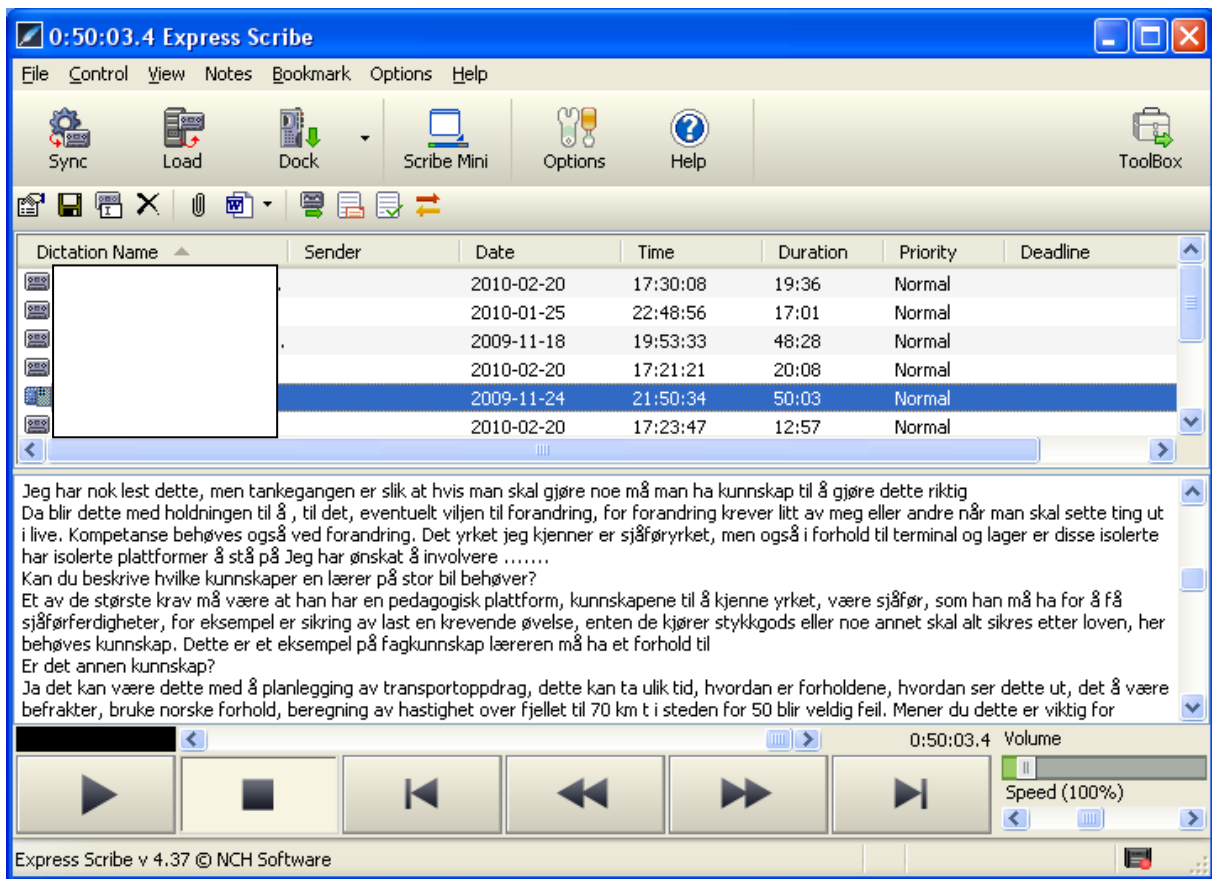 0:50:03.4 Express Scribe
File Control View Notes Bookmark Options Help
Sync Load Dock Scribe Mini Options Help ToolBox
Dictation Name Sender Date Time Duration Priority Deadline
. 2010-02-20 17:30:08 19:36 Normal
2010-01-25 22:48:56 17:01 Normal
. 2009-11-18 19:53:33 48:28 Normal
2010-02-20 17:21:21 20:08 Normal
2009-11-24 21:50:34 50:03 Normal
2010-02-20 17:23:47 12:57 Normal
Jeg har nok lest dette, men tankegangen er slik at hvis man skal gjøre noe må man ha kunnskap til å gjøre dette riktig
Da blir dette med holdningen til å , til det, eventuelt viljen til forandring, for forandring krever litt av meg eller andre når man skal sette ting ut
i live. Kompetanse behøves også ved forandring. Det yrket jeg kjenner er sjåføryrket, men også i forhold til terminal og lager er disse isolerte
har isolerte plattformer å stå på Jeg har ønskat å involvere .......
Kan du beskrive hvilke kunnskaper en lærer på stor bil behøver?
Et av de største krav må være at han har en pedagogisk plattform, kunnskapene til å kjenne yrket, være sjåfør, som han må ha for å få
sjåførferdigheter, for eksempel er sikring av last en krevende øvelse, enten de kjører stykkgods eller noe annet skal alt sikres etter loven, her
behøves kunnskap. Dette er et eksempel på fagkunnskap læreren må ha et forhold til
Er det annen kunnskap?
Ja det kan være dette med å planlegging av transportoppdrag, dette kan ta ulik tid, hvordan er forholdene, hvordan ser dette ut, det å være
befrakter, bruke norske forhold, beregning av hastighet over fjellet til 70 km t i steden for 50 blir veldig feil. Mener du dette er viktig for
0:50:03.4 Volume
Speed (100%)
Express Scribe v 4.37 © NCH Software